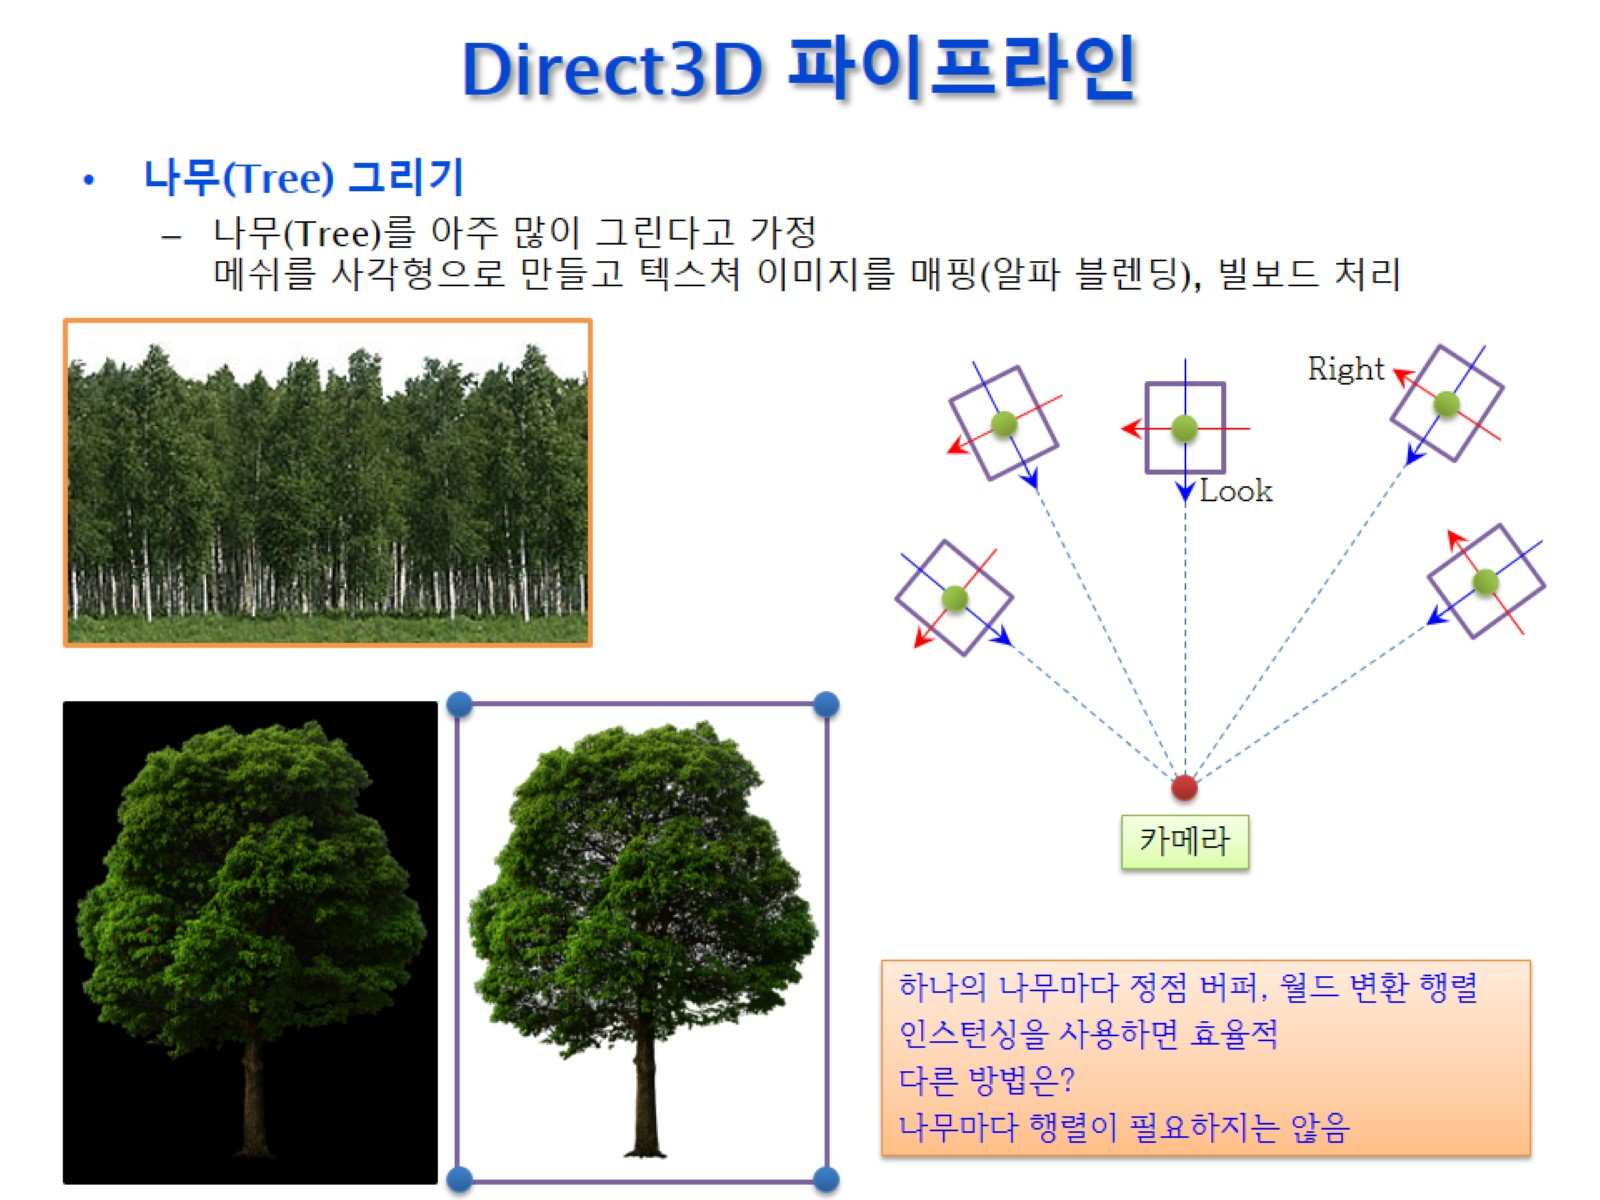 Direct3D 파이프라인
• 나무(Tree) 그리기
– 나무(Tree)를 아주 많이 그린다고 가정
메쉬를 사각형으로 만들고 텍스쳐 이미지를 매핑(알파 블렌딩), 빌보드 처리
Right
Look
카메라
하나의 나무마다 정점 버퍼, 월드 변환 행렬
인스턴싱을 사용하면 효율적
다른 방법은?
나무마다 행렬이 필요하지는 않음